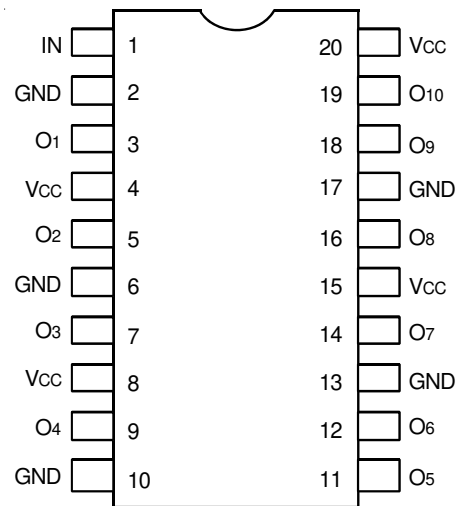 IN 1 20 VCC
GND 2 19 O10
O1 3 18 O9
VCC 4 17 GND
O2 5 16 O8
GND 6 15 VCC
O3 7 14 O7
VCC 8 13 GND
O4 9 12 O6
GND 10 11 O5